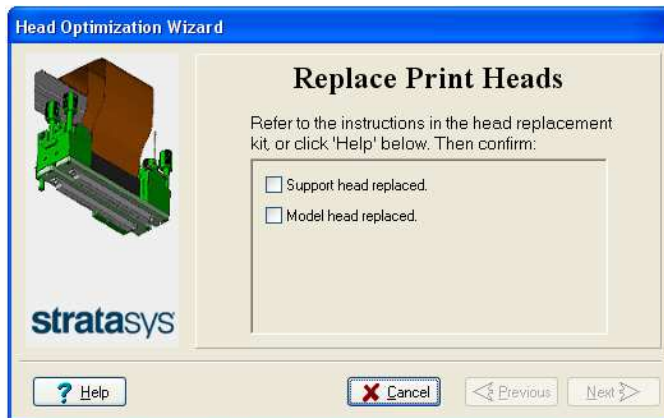 Head Optimization Wizard
Replace Print Heads
Refer to the instructions in the head replacement
kit, or click 'Help' below. Then confirm:
Support head replaced.
Model head replaced.
stratasys
? Help
Cancel
Previous
Next